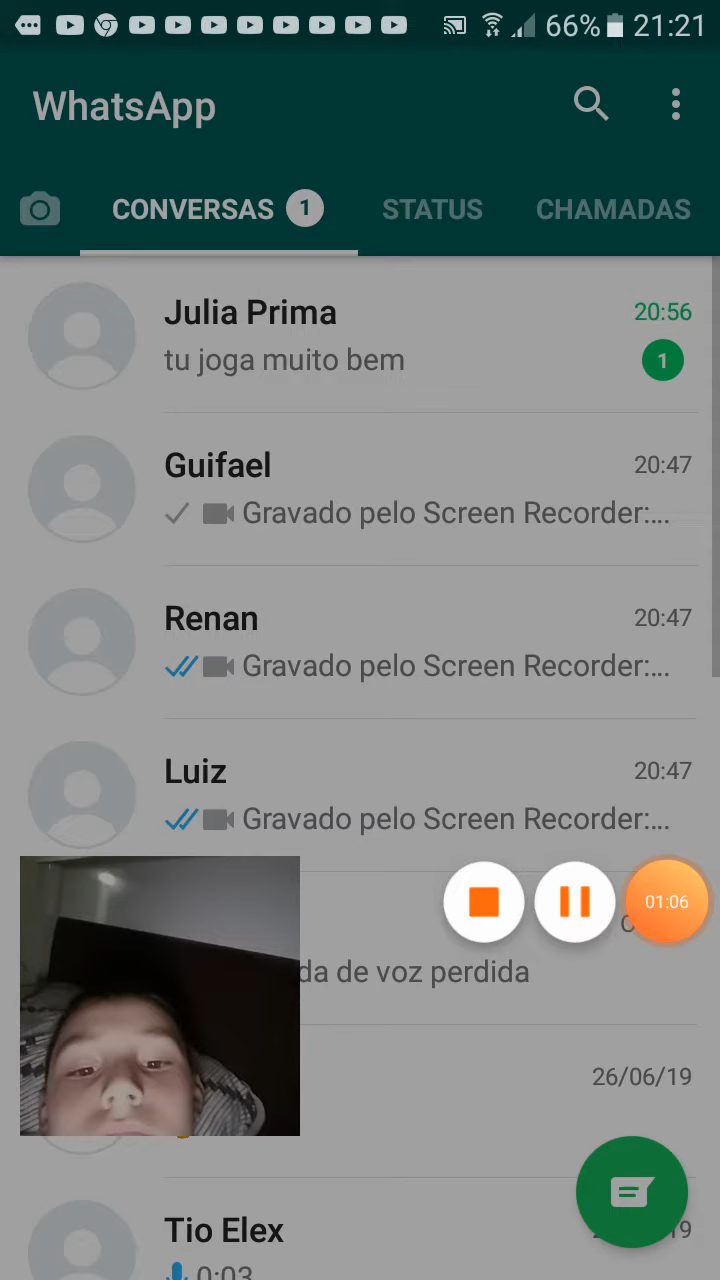 66% 21:21
WhatsApp
CONVERSAS 1 STATUS CHAMADAS
Julia Prima 20:56
tu joga muito bem 1
Guifael 20:47
Gravado pelo Screen Recorder:...
Renan 20:47
Gravado pelo Screen Recorder:...
Luiz 20:47
Gravado pelo Screen Recorder:...
01:06
de voz perdida
26/06/19
Tio Elex
0:03